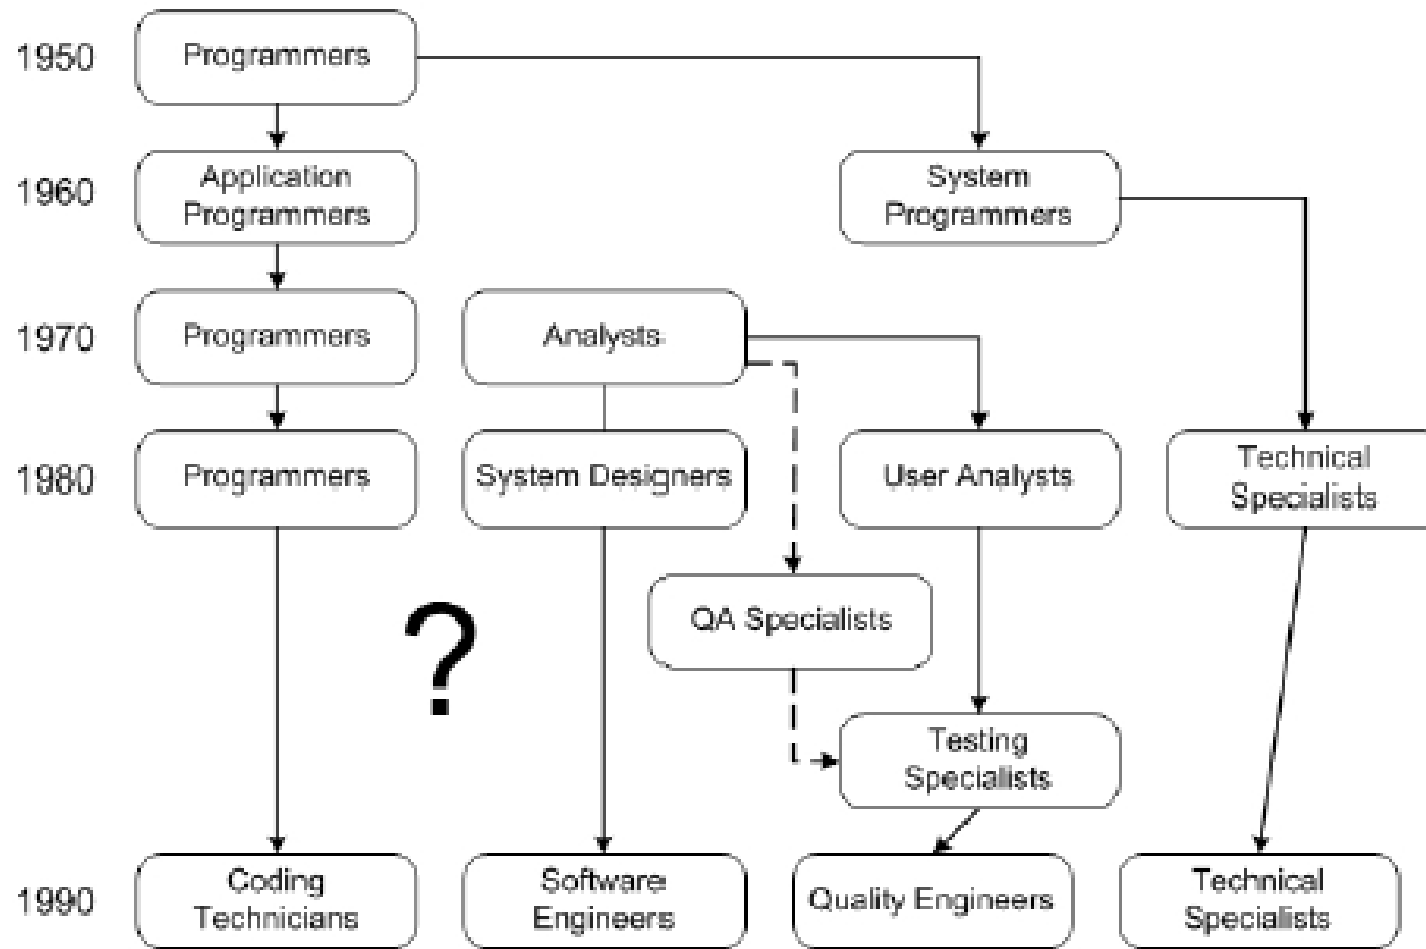 1950
Programmers
1960
Application
Programmers
System
Programmers
1970
Programmers
Analysts
1980
Programmers
System Designers
User Analysts
Technical
Specialists
?
QA Specialists
Testing
Specialists
1990
Coding
Technicians
Software
Engineers
Quality Engineers
Technical
Specialists